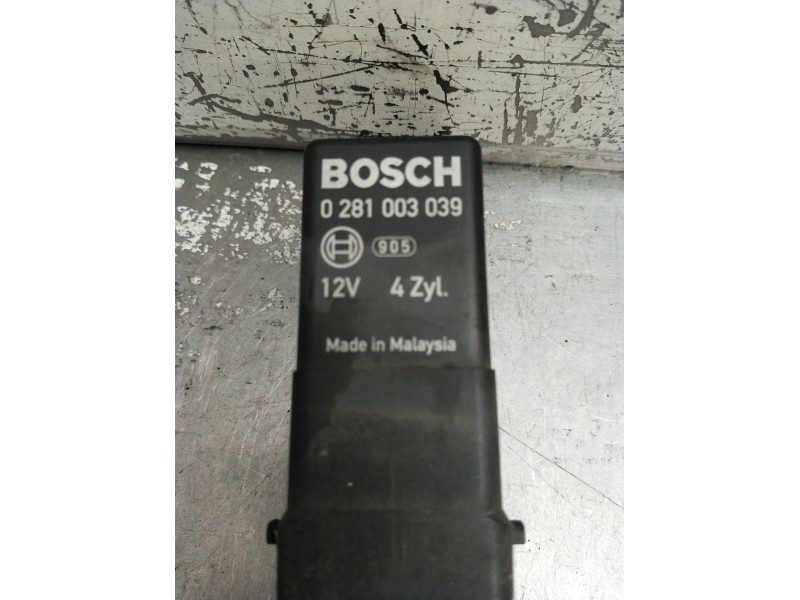 BOSCH
0 281 003 039
905
12V 4 Zyl.
Made in Malaysia